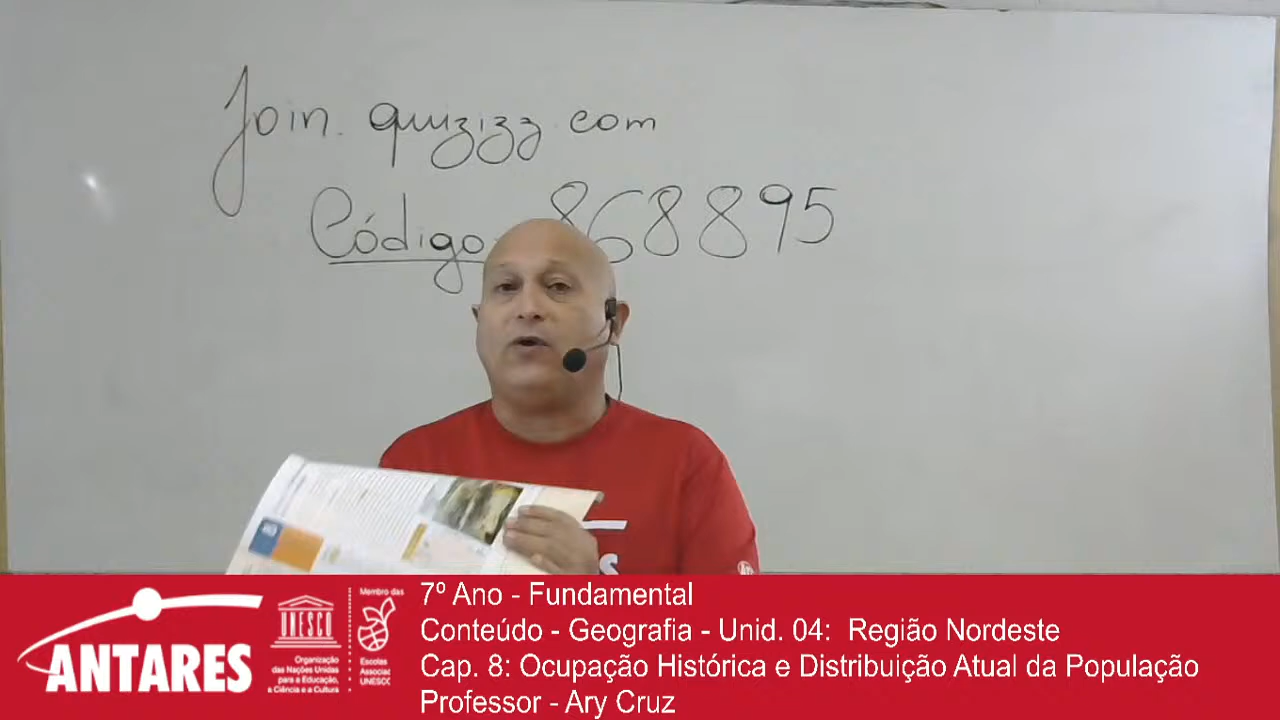 Join.quizizz.com
Código: 868895
7º Ano - Fundamental
Conteúdo - Geografia - Unid. 04: Região Nordeste
Cap. 8: Ocupação Histórica e Distribuição Atual da População
Professor - Ary Cruz
ANTARES
UNESCO
Organização
das Nações Unidas
para a Educação,
a Ciência e a Cultura
Membro das
Escolas
Associadas
UNESCO